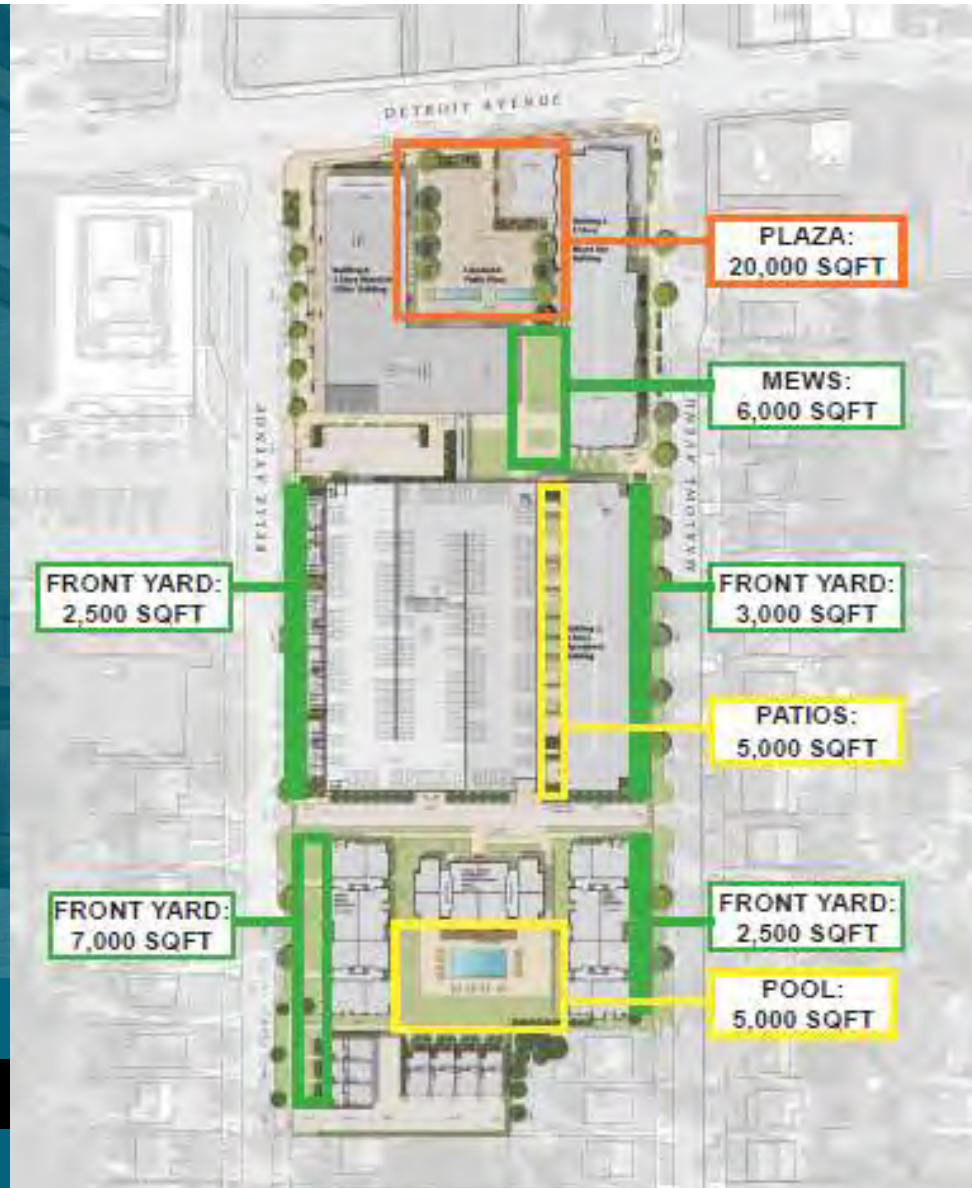 DETROIT AVENUE
PLAZA:
20,000 SQFT
MEWS:
6,000 SQFT
BELLE AVENUE
FRONT YARD:
2,500 SQFT
FRONT YARD:
3,000 SQFT
PATIOS:
5,000 SQFT
FRONT YARD:
7,000 SQFT
FRONT YARD:
2,500 SQFT
POOL:
5,000 SQFT